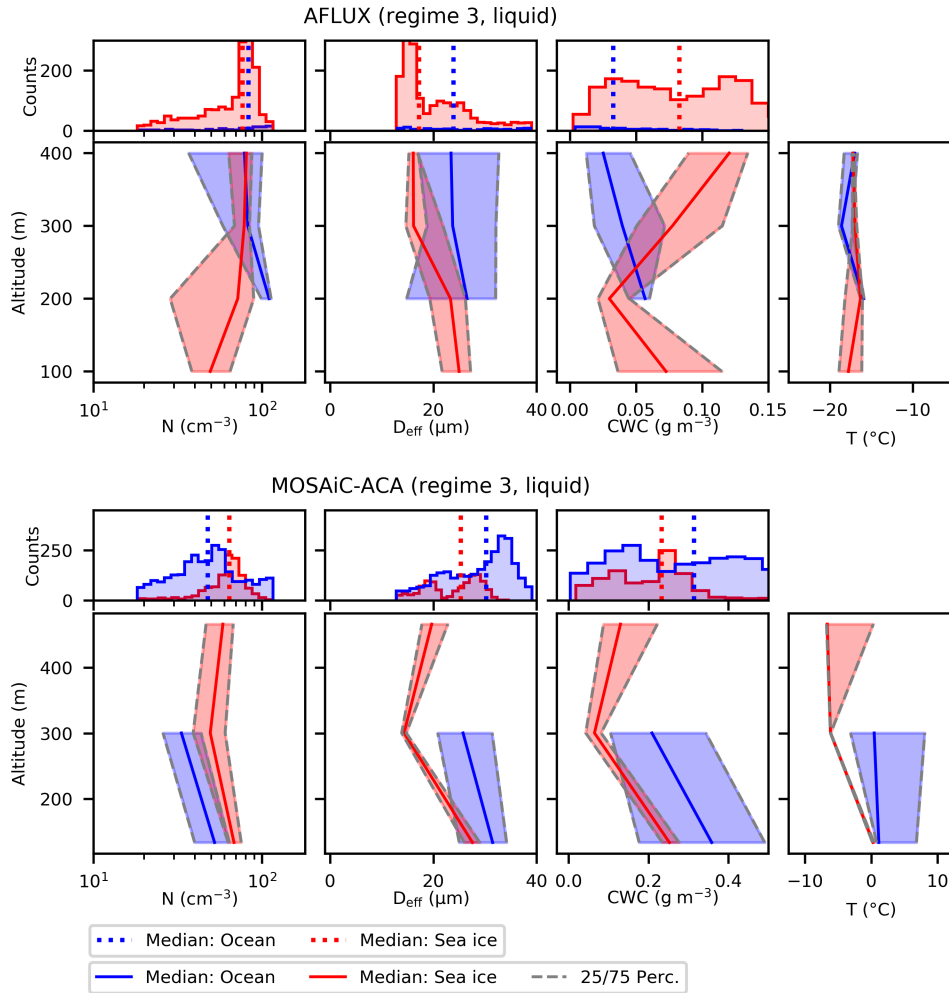 AFLUX (regime 3, liquid)
Counts
200
0
Altitude (m)
400
300
200
100
10¹ 10² 0 20 40 0.00 0.05 0.10 0.15 −20 −10
N (cm⁻³) D_eff (µm) CWC (g m⁻³) T (°C)
MOSAiC-ACA (regime 3, liquid)
Counts
250
0
Altitude (m)
400
300
200
10¹ 10² 0 20 40 0.0 0.2 0.4 −10 0 10
N (cm⁻³) D_eff (µm) CWC (g m⁻³) T (°C)
Median: Ocean Median: Sea ice
Median: Ocean Median: Sea ice 25/75 Perc.